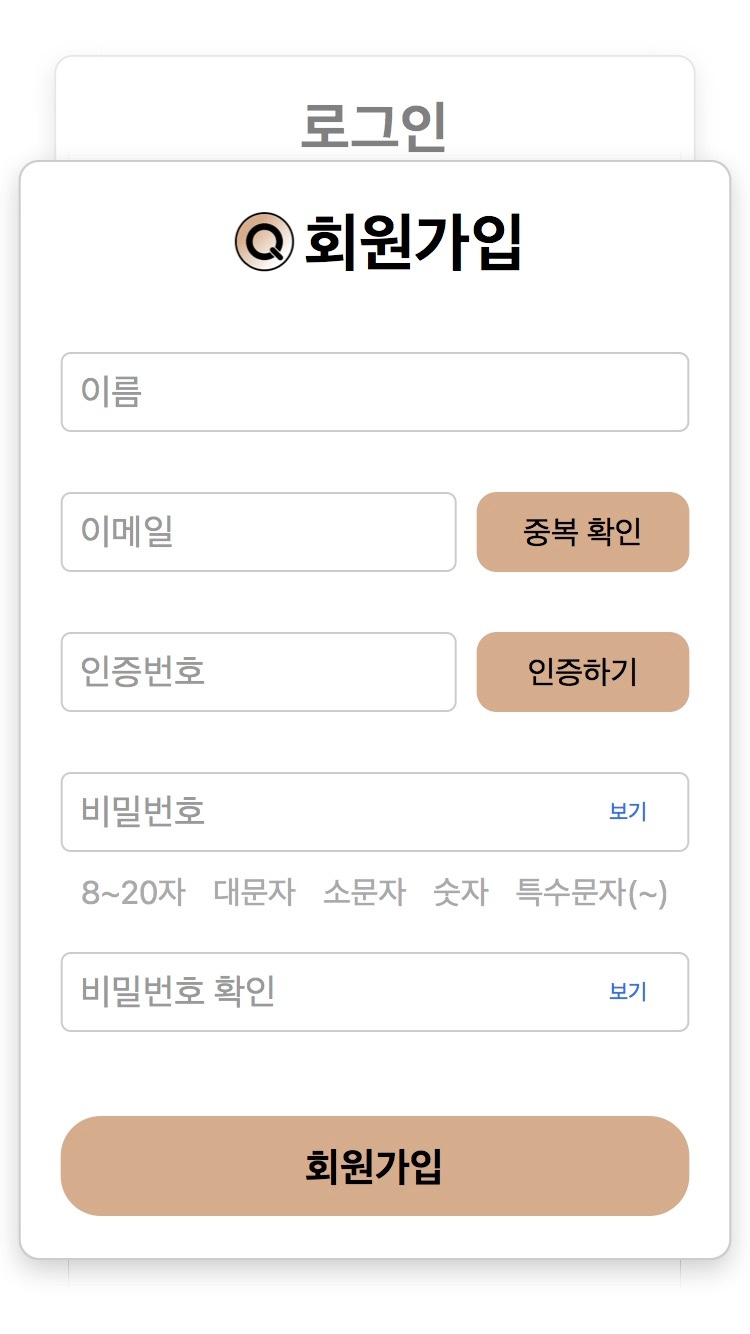 로그인
Q 회원가입
이름
이메일 중복 확인
인증번호 인증하기
비밀번호 보기
8~20자 대문자 소문자 숫자 특수문자(~)
비밀번호 확인 보기
회원가입